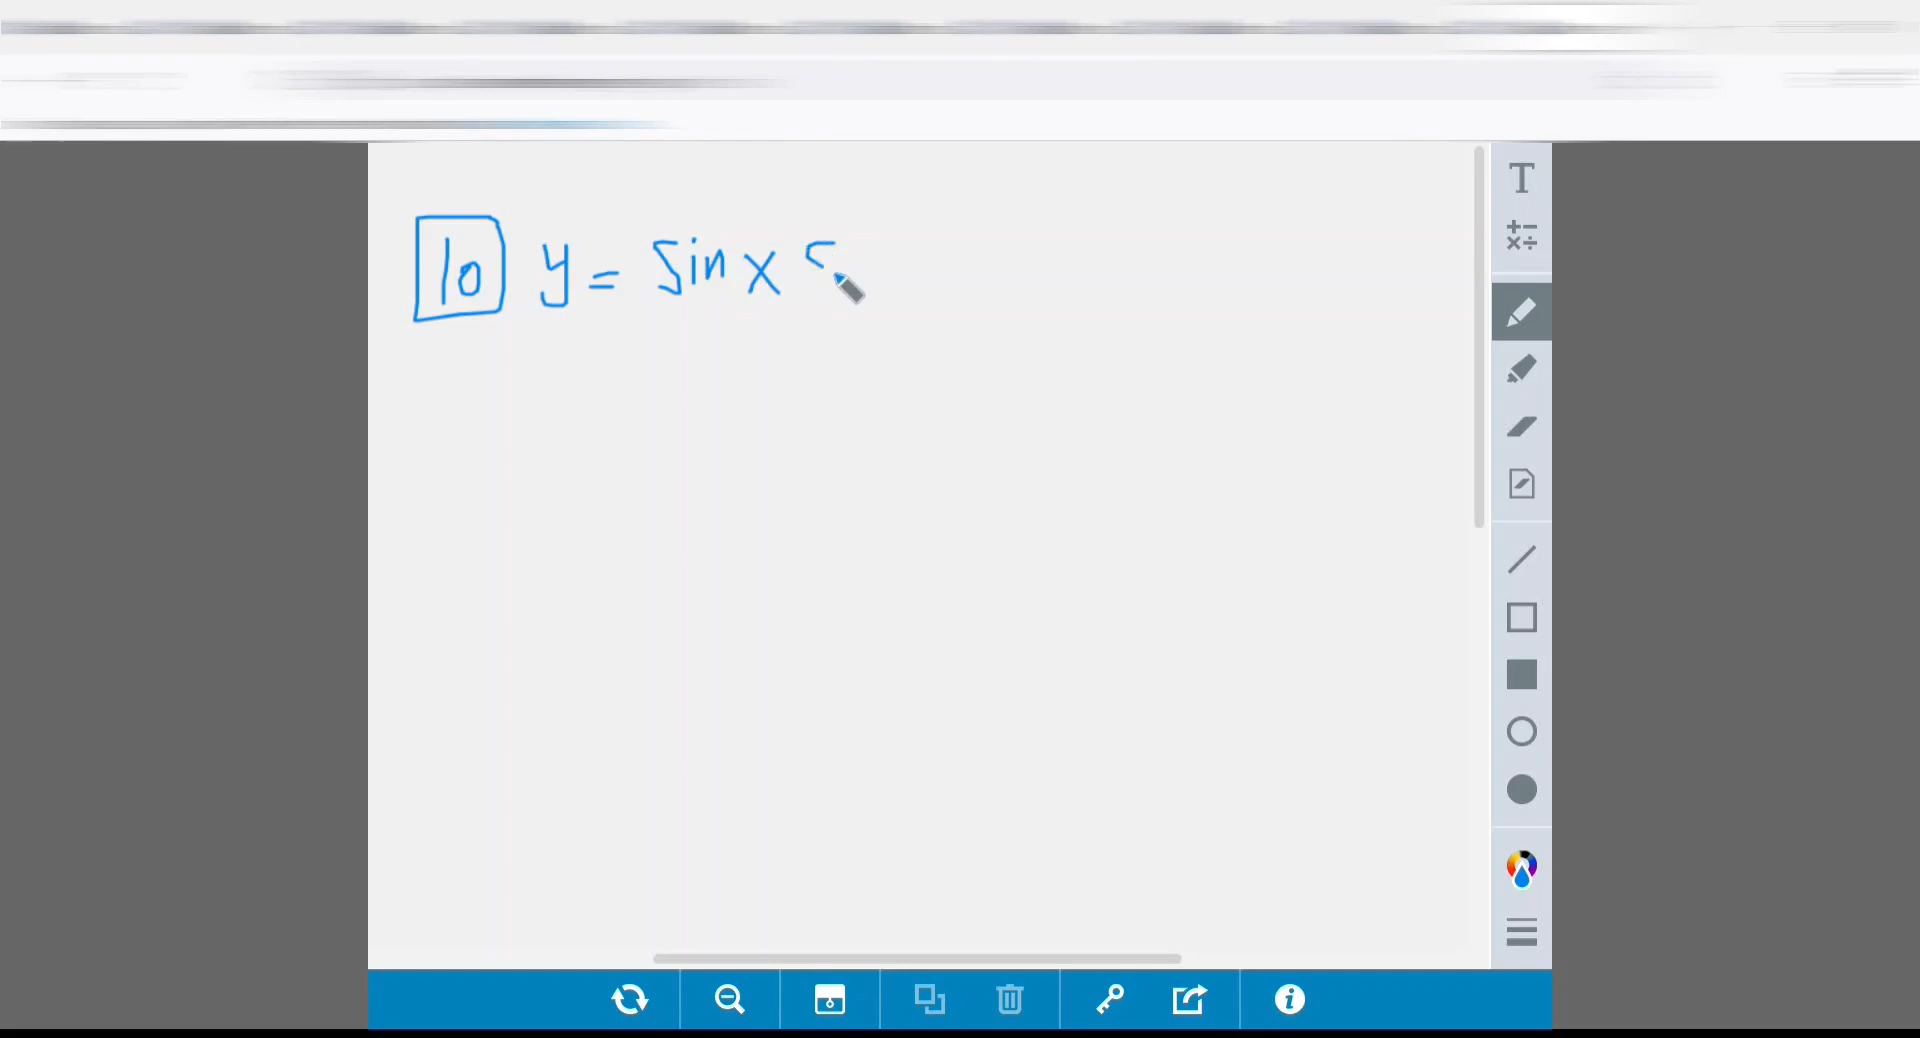 10 y = sin x